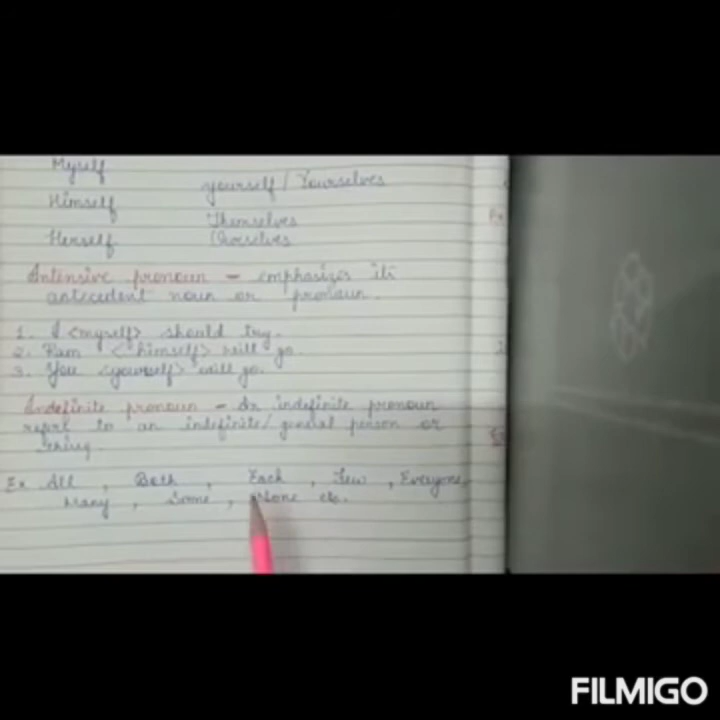 Myself
yourself / Yourselves
Himself
Themselves
Herself Ourselves
Intensive pronoun - emphasizes its
antecedent noun or pronoun.
1. I <myself> should try.
2. Ram <himself> will go.
3. You <yourself> will go.
Indefinite pronoun - An indefinite pronoun
refers to an indefinite/general person or
thing.
Ex All, Both, Each, Few, Everyone,
Many, Some, None etc.
FILMIGO